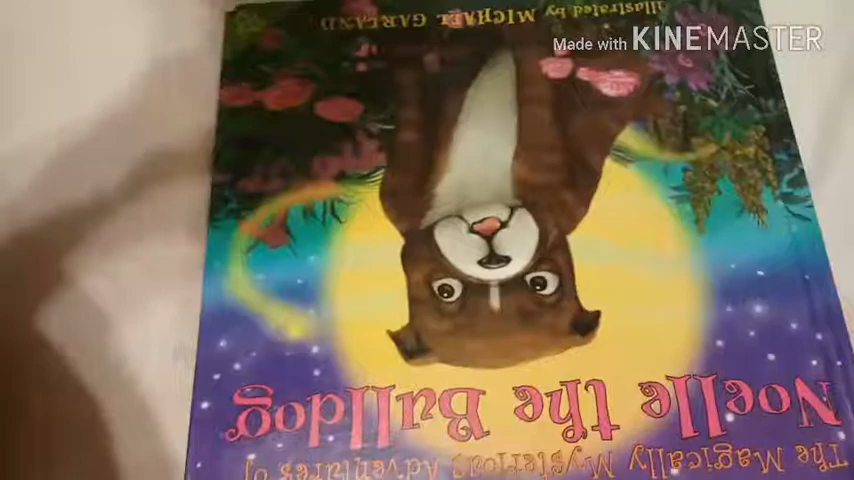 The Magically Mysterious Adventures of
Noelle the Bulldog
Illustrated by MICHAEL GARLAND
Made with KINEMASTER